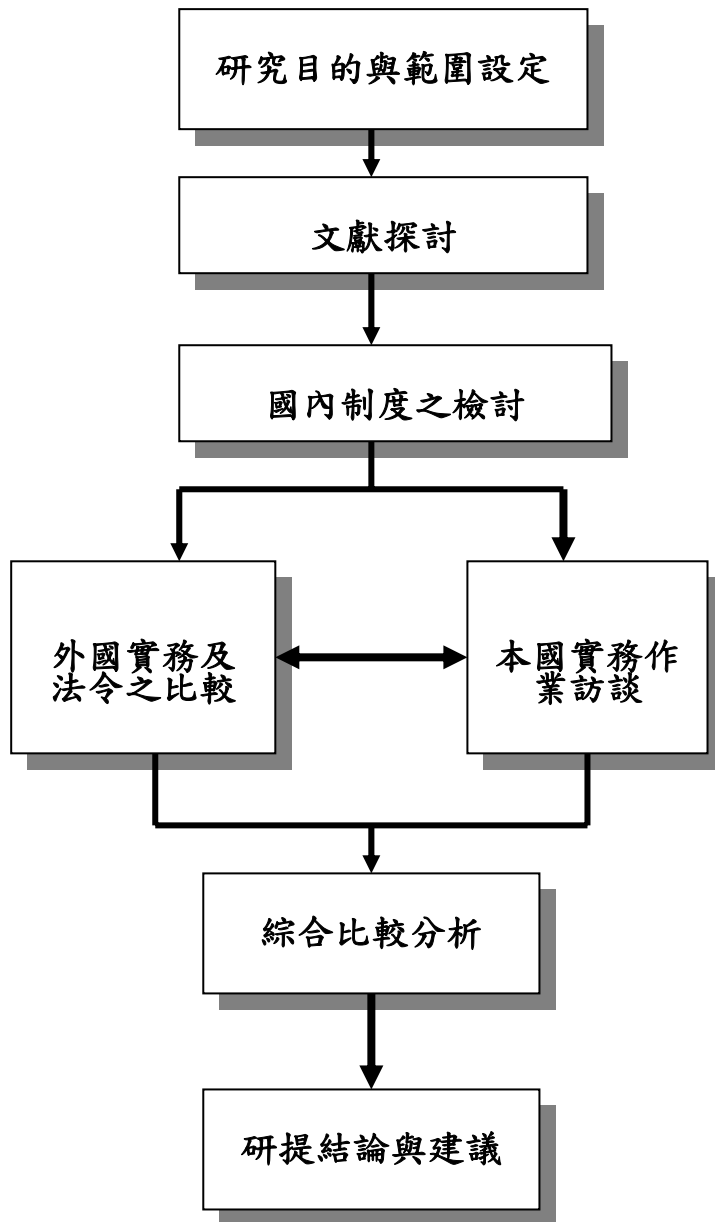 研究目的與範圍設定
文獻探討
國內制度之檢討
外國實務及
法令之比較
本國實務作
業訪談
綜合比較分析
研提結論與建議